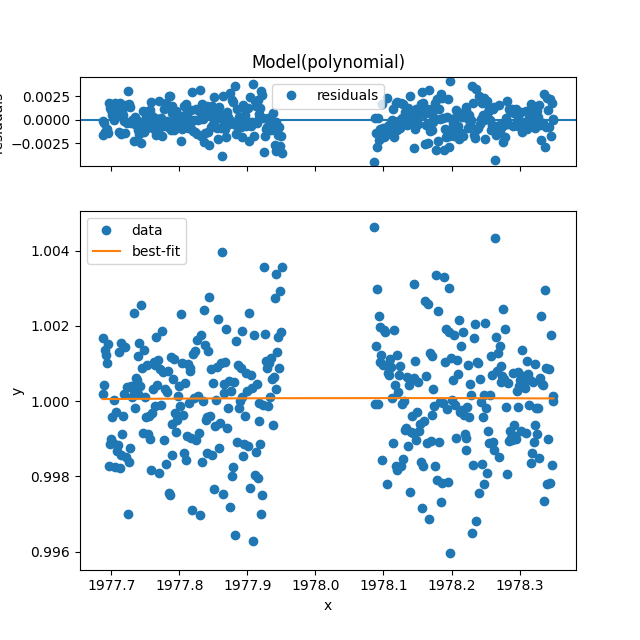 Model(polynomial)
0.0025
0.0000
−0.0025
residuals
residuals
1.004
1.002
1.000
0.998
0.996
y
data
best-fit
1977.7 1977.8 1977.9 1978.0 1978.1 1978.2 1978.3
x